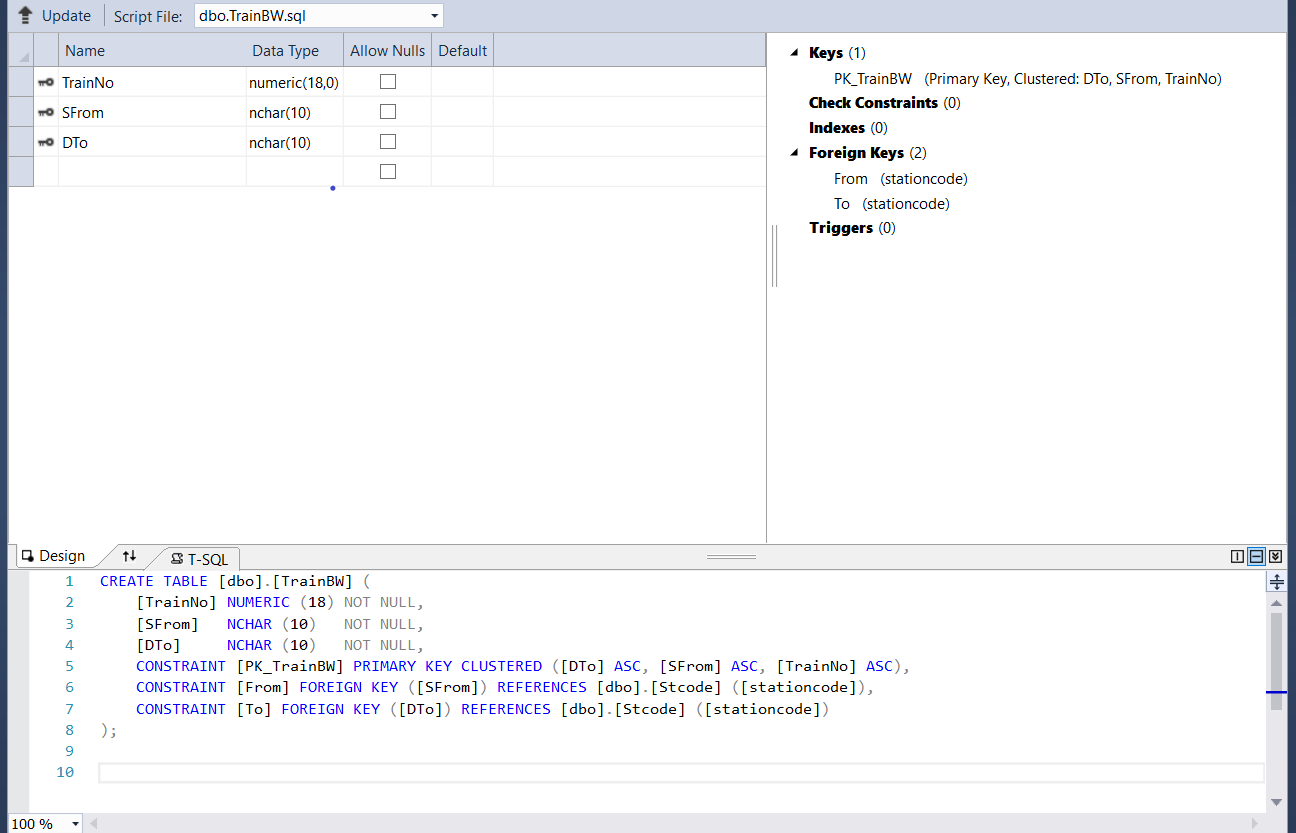 Update Script File: dbo.TrainBW.sql
Name Data Type Allow Nulls Default
TrainNo numeric(18,0)
SFrom nchar(10)
DTo nchar(10)
Keys (1)
PK_TrainBW (Primary Key, Clustered: DTo, SFrom, TrainNo)
Check Constraints (0)
Indexes (0)
Foreign Keys (2)
From (stationcode)
To (stationcode)
Triggers (0)
Design T-SQL
1 CREATE TABLE [dbo].[TrainBW] (
2 [TrainNo] NUMERIC (18) NOT NULL,
3 [SFrom] NCHAR (10) NOT NULL,
4 [DTo] NCHAR (10) NOT NULL,
5 CONSTRAINT [PK_TrainBW] PRIMARY KEY CLUSTERED ([DTo] ASC, [SFrom] ASC, [TrainNo] ASC),
6 CONSTRAINT [From] FOREIGN KEY ([SFrom]) REFERENCES [dbo].[Stcode] ([stationcode]),
7 CONSTRAINT [To] FOREIGN KEY ([DTo]) REFERENCES [dbo].[Stcode] ([stationcode])
8 );
9
10
100 %